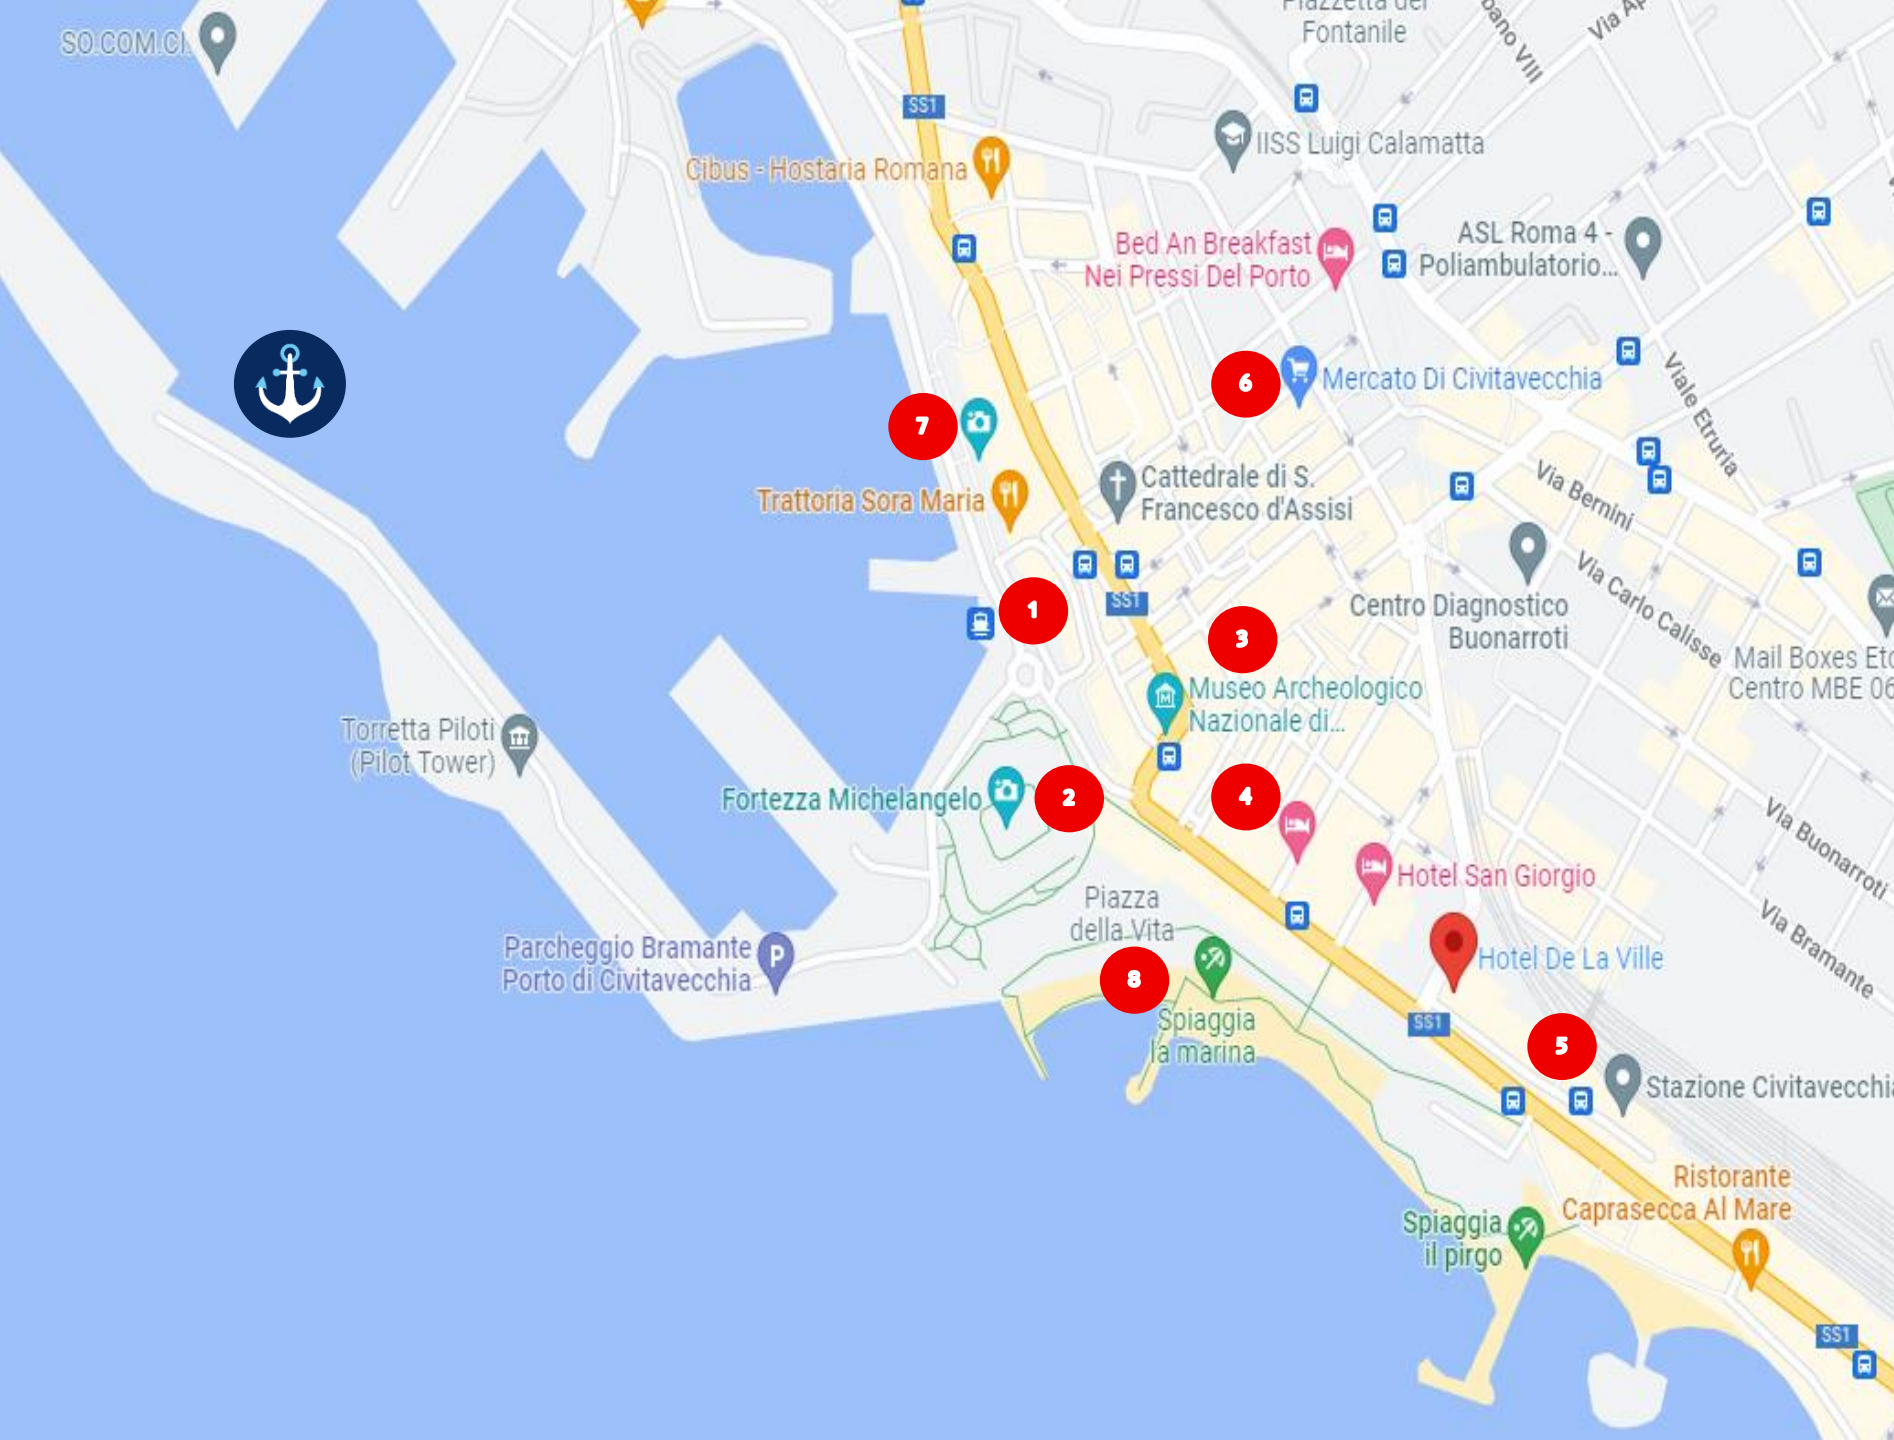 Piazzetta del
Fontanile
SO.COM.CI.
SS1
IISS Luigi Calamatta
Cibus - Hostaria Romana
Bed An Breakfast
Nei Pressi Del Porto
ASL Roma 4 -
Poliambulatorio...
6
Mercato Di Civitavecchia
Viale Etruria
7
Trattoria Sora Maria
Cattedrale di S.
Francesco d'Assisi
Via Bernini
Via Carlo Calisse
1
SS1
3
Centro Diagnostico
Buonarroti
Mail Boxes Etc
Centro MBE 06
Museo Archeologico
Nazionale di...
Torretta Piloti
(Pilot Tower)
Fortezza Michelangelo
2
4
Via Buonarroti
Hotel San Giorgio
Piazza
della Vita
Via Bramante
P
Parcheggio Bramante
Porto di Civitavecchia
8
Hotel De La Ville
Spiaggia
la marina
SS1
5
Stazione Civitavecchia
Ristorante
Caprasecca Al Mare
Spiaggia
il pirgo
SS1